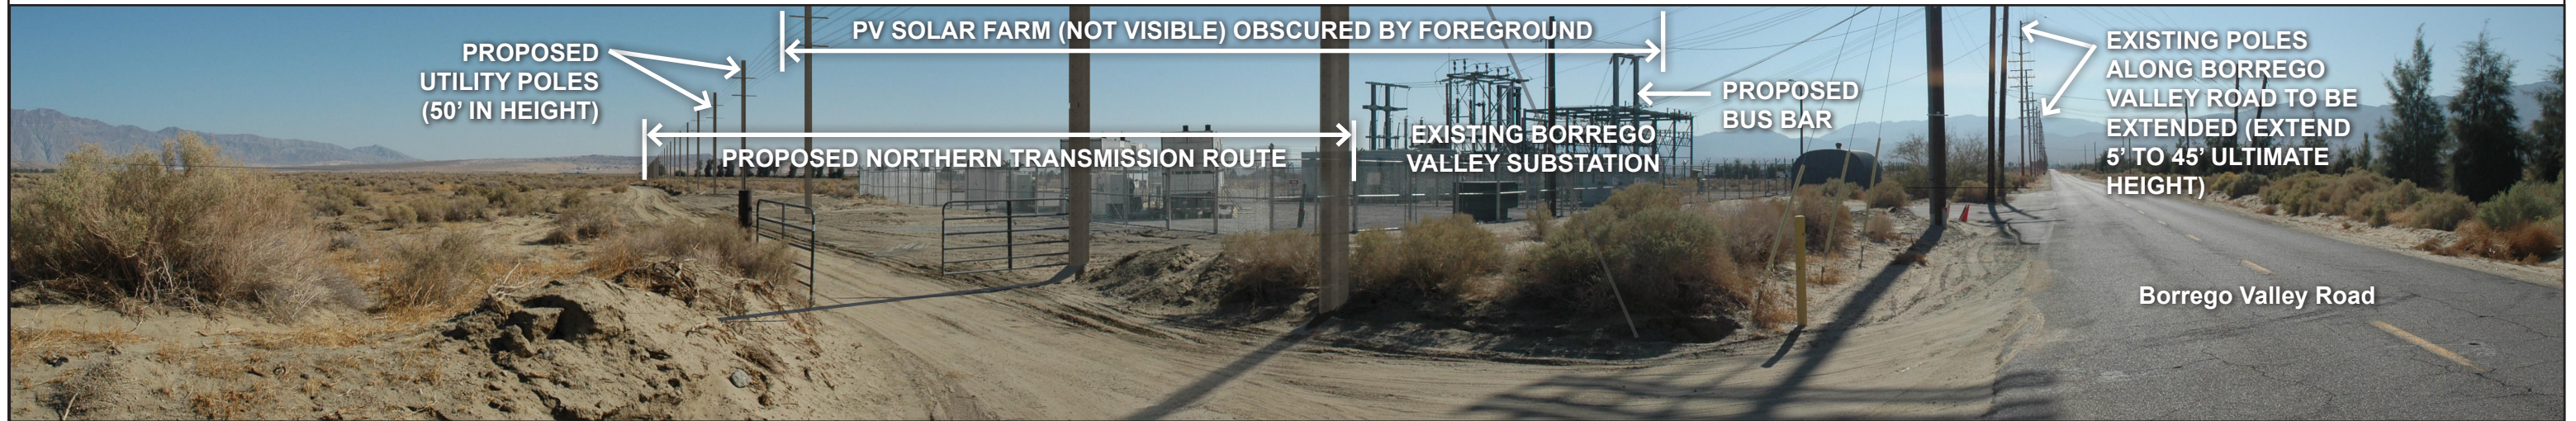 PV SOLAR FARM (NOT VISIBLE) OBSCURED BY FOREGROUND
PROPOSED
UTILITY POLES
(50’ IN HEIGHT)
PROPOSED NORTHERN TRANSMISSION ROUTE
EXISTING BORREGO
VALLEY SUBSTATION
PROPOSED
BUS BAR
EXISTING POLES
ALONG BORREGO
VALLEY ROAD TO BE
EXTENDED (EXTEND
5’ TO 45’ ULTIMATE
HEIGHT)
Borrego Valley Road